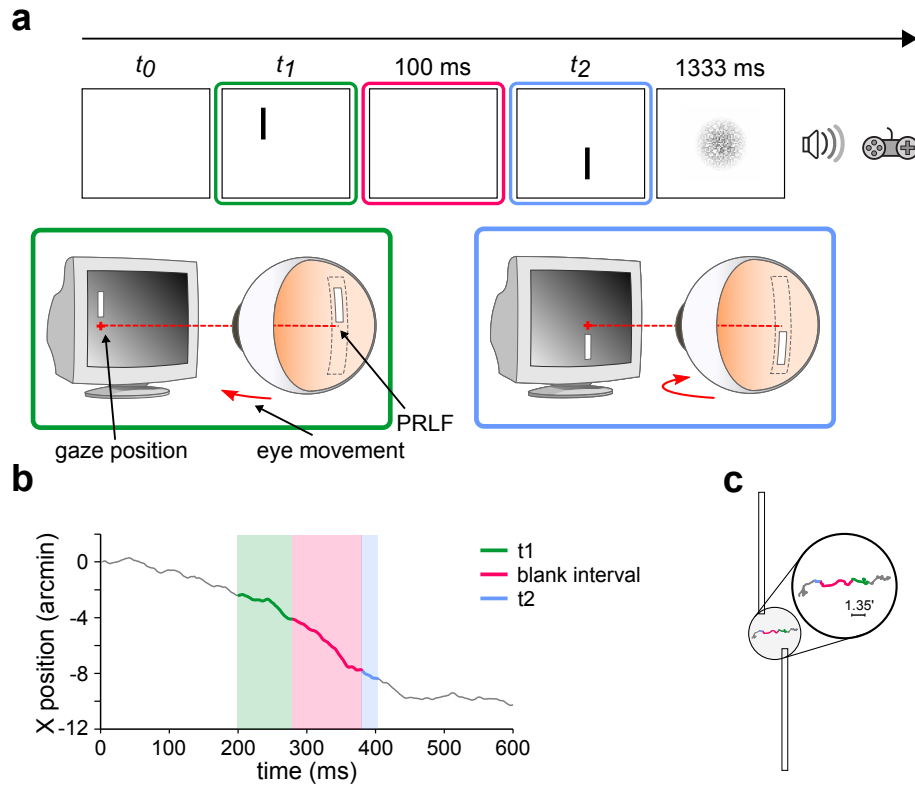 a
t0 t1 100 ms t2 1333 ms
PRLF
gaze position eye movement
b
X position (arcmin)
0
-4
-8
-12
0 100 200 300 400 500 600
time (ms)
t1
blank interval
t2
c
1.35'